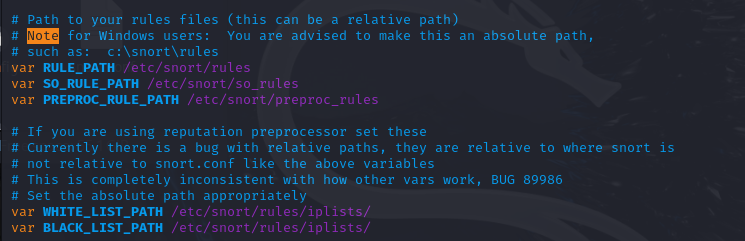 # Path to your rules files (this can be a relative path)
# Note for Windows users:  You are advised to make this an absolute path,
# such as:  c:\snort\rules
var RULE_PATH /etc/snort/rules
var SO_RULE_PATH /etc/snort/so_rules
var PREPROC_RULE_PATH /etc/snort/preproc_rules
# If you are using reputation preprocessor set these
# Currently there is a bug with relative paths, they are relative to where snort is
# not relative to snort.conf like the above variables
# This is completely inconsistent with how other vars work, BUG 89986
# Set the absolute path appropriately
var WHITE_LIST_PATH /etc/snort/rules/iplists/
var BLACK_LIST_PATH /etc/snort/rules/iplists/